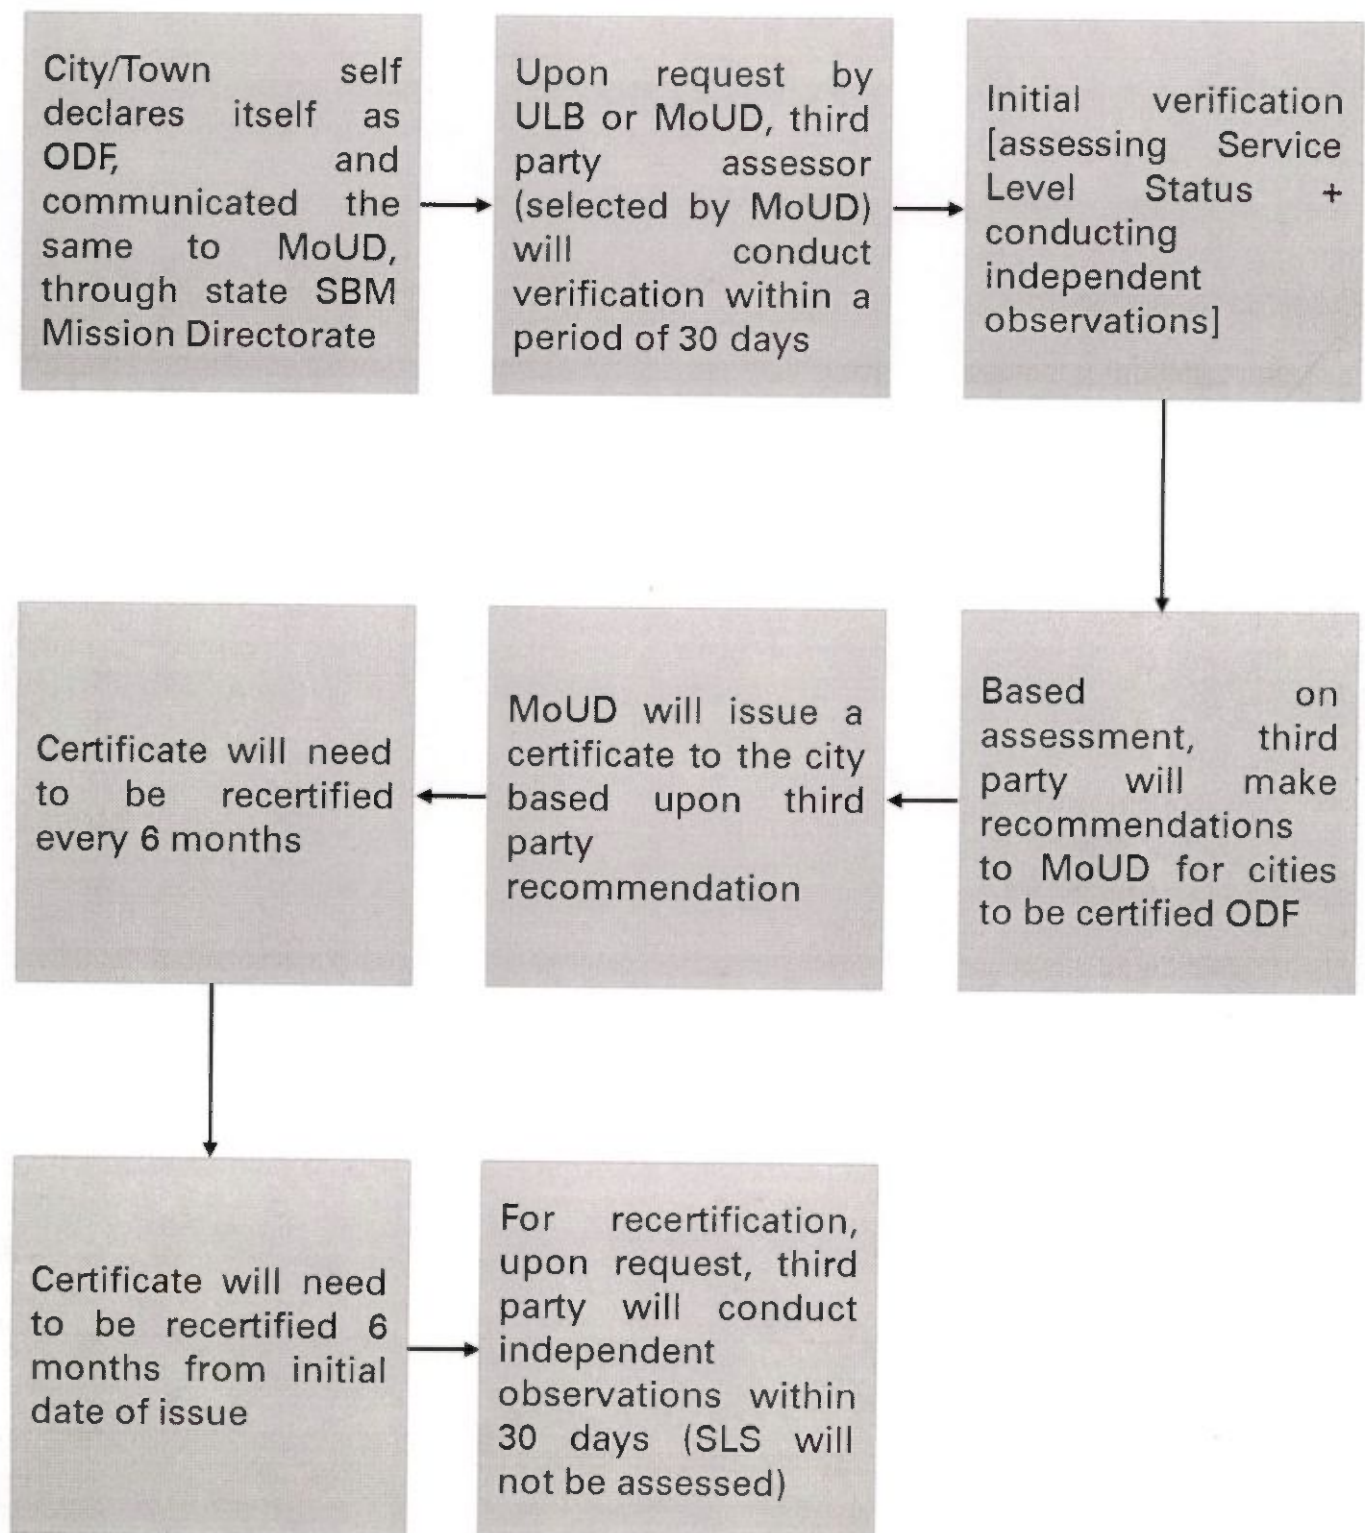 City/Town self
declares itself as
ODF, and
communicated the
same to MoUD,
through state SBM
Mission Directorate
Upon request by
ULB or MoUD, third
party assessor
(selected by MoUD)
will conduct
verification within a
period of 30 days
Initial verification
[assessing Service
Level Status +
conducting
independent
observations]
Based on
assessment, third
party will make
recommendations
to MoUD for cities
to be certified ODF
MoUD will issue a
certificate to the city
based upon third
party
recommendation
Certificate will need
to be recertified
every 6 months
Certificate will need
to be recertified 6
months from initial
date of issue
For recertification,
upon request, third
party will conduct
independent
observations within
30 days (SLS will
not be assessed)